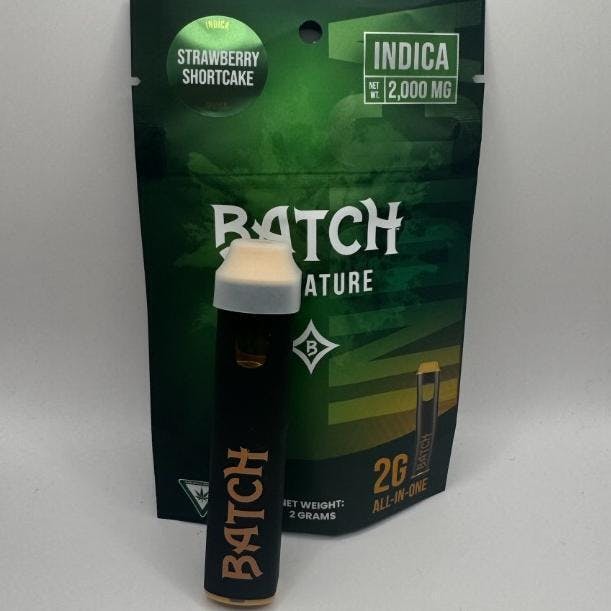 INDICA
STRAWBERRY
SHORTCAKE
INDICA
NET WT. 2,000 MG
BATCH
ATURE
B
BATCH
2G
ALL-IN-ONE
NET WEIGHT:
2 GRAMS
BATCH